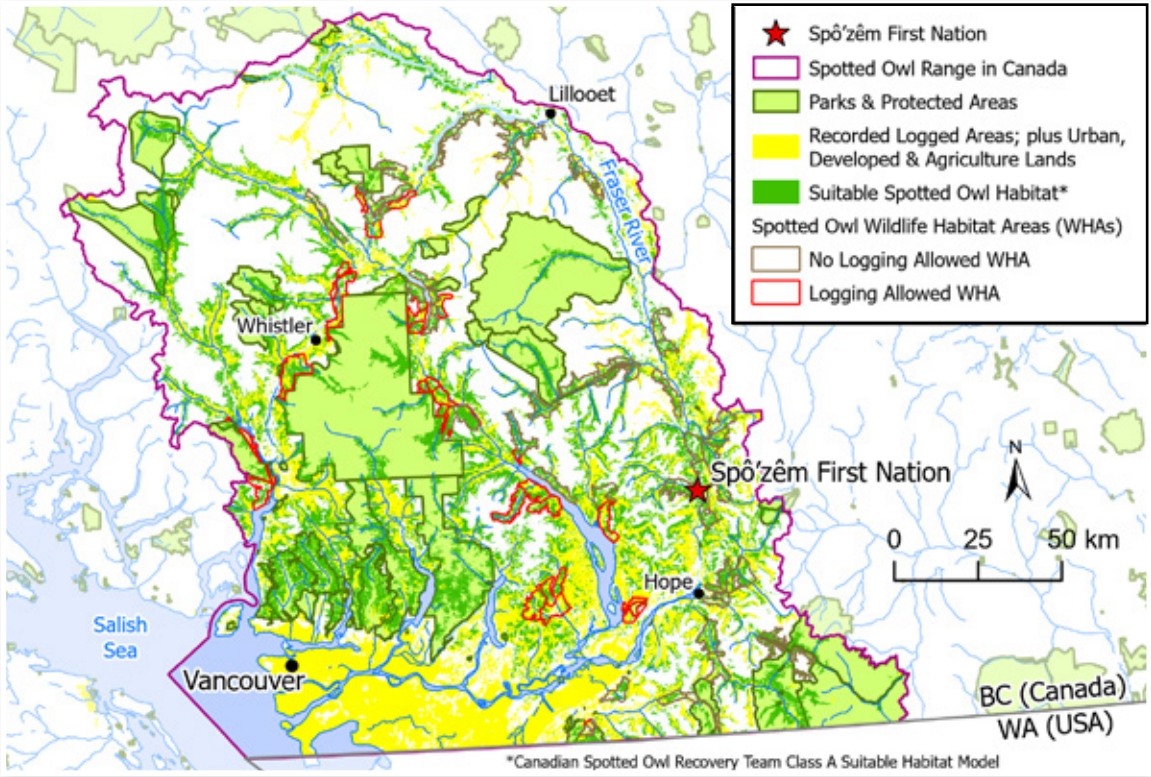 Spô'zêm First Nation
Spotted Owl Range in Canada
Parks & Protected Areas
Recorded Logged Areas; plus Urban,
Developed & Agriculture Lands
Suitable Spotted Owl Habitat*
Spotted Owl Wildlife Habitat Areas (WHAs)
No Logging Allowed WHA
Logging Allowed WHA
Lillooet
Fraser River
Whistler
N
Spô'zêm First Nation
0 25 50 km
Hope
Salish
Sea
Vancouver
BC (Canada)
WA (USA)
*Canadian Spotted Owl Recovery Team Class A Suitable Habitat Model